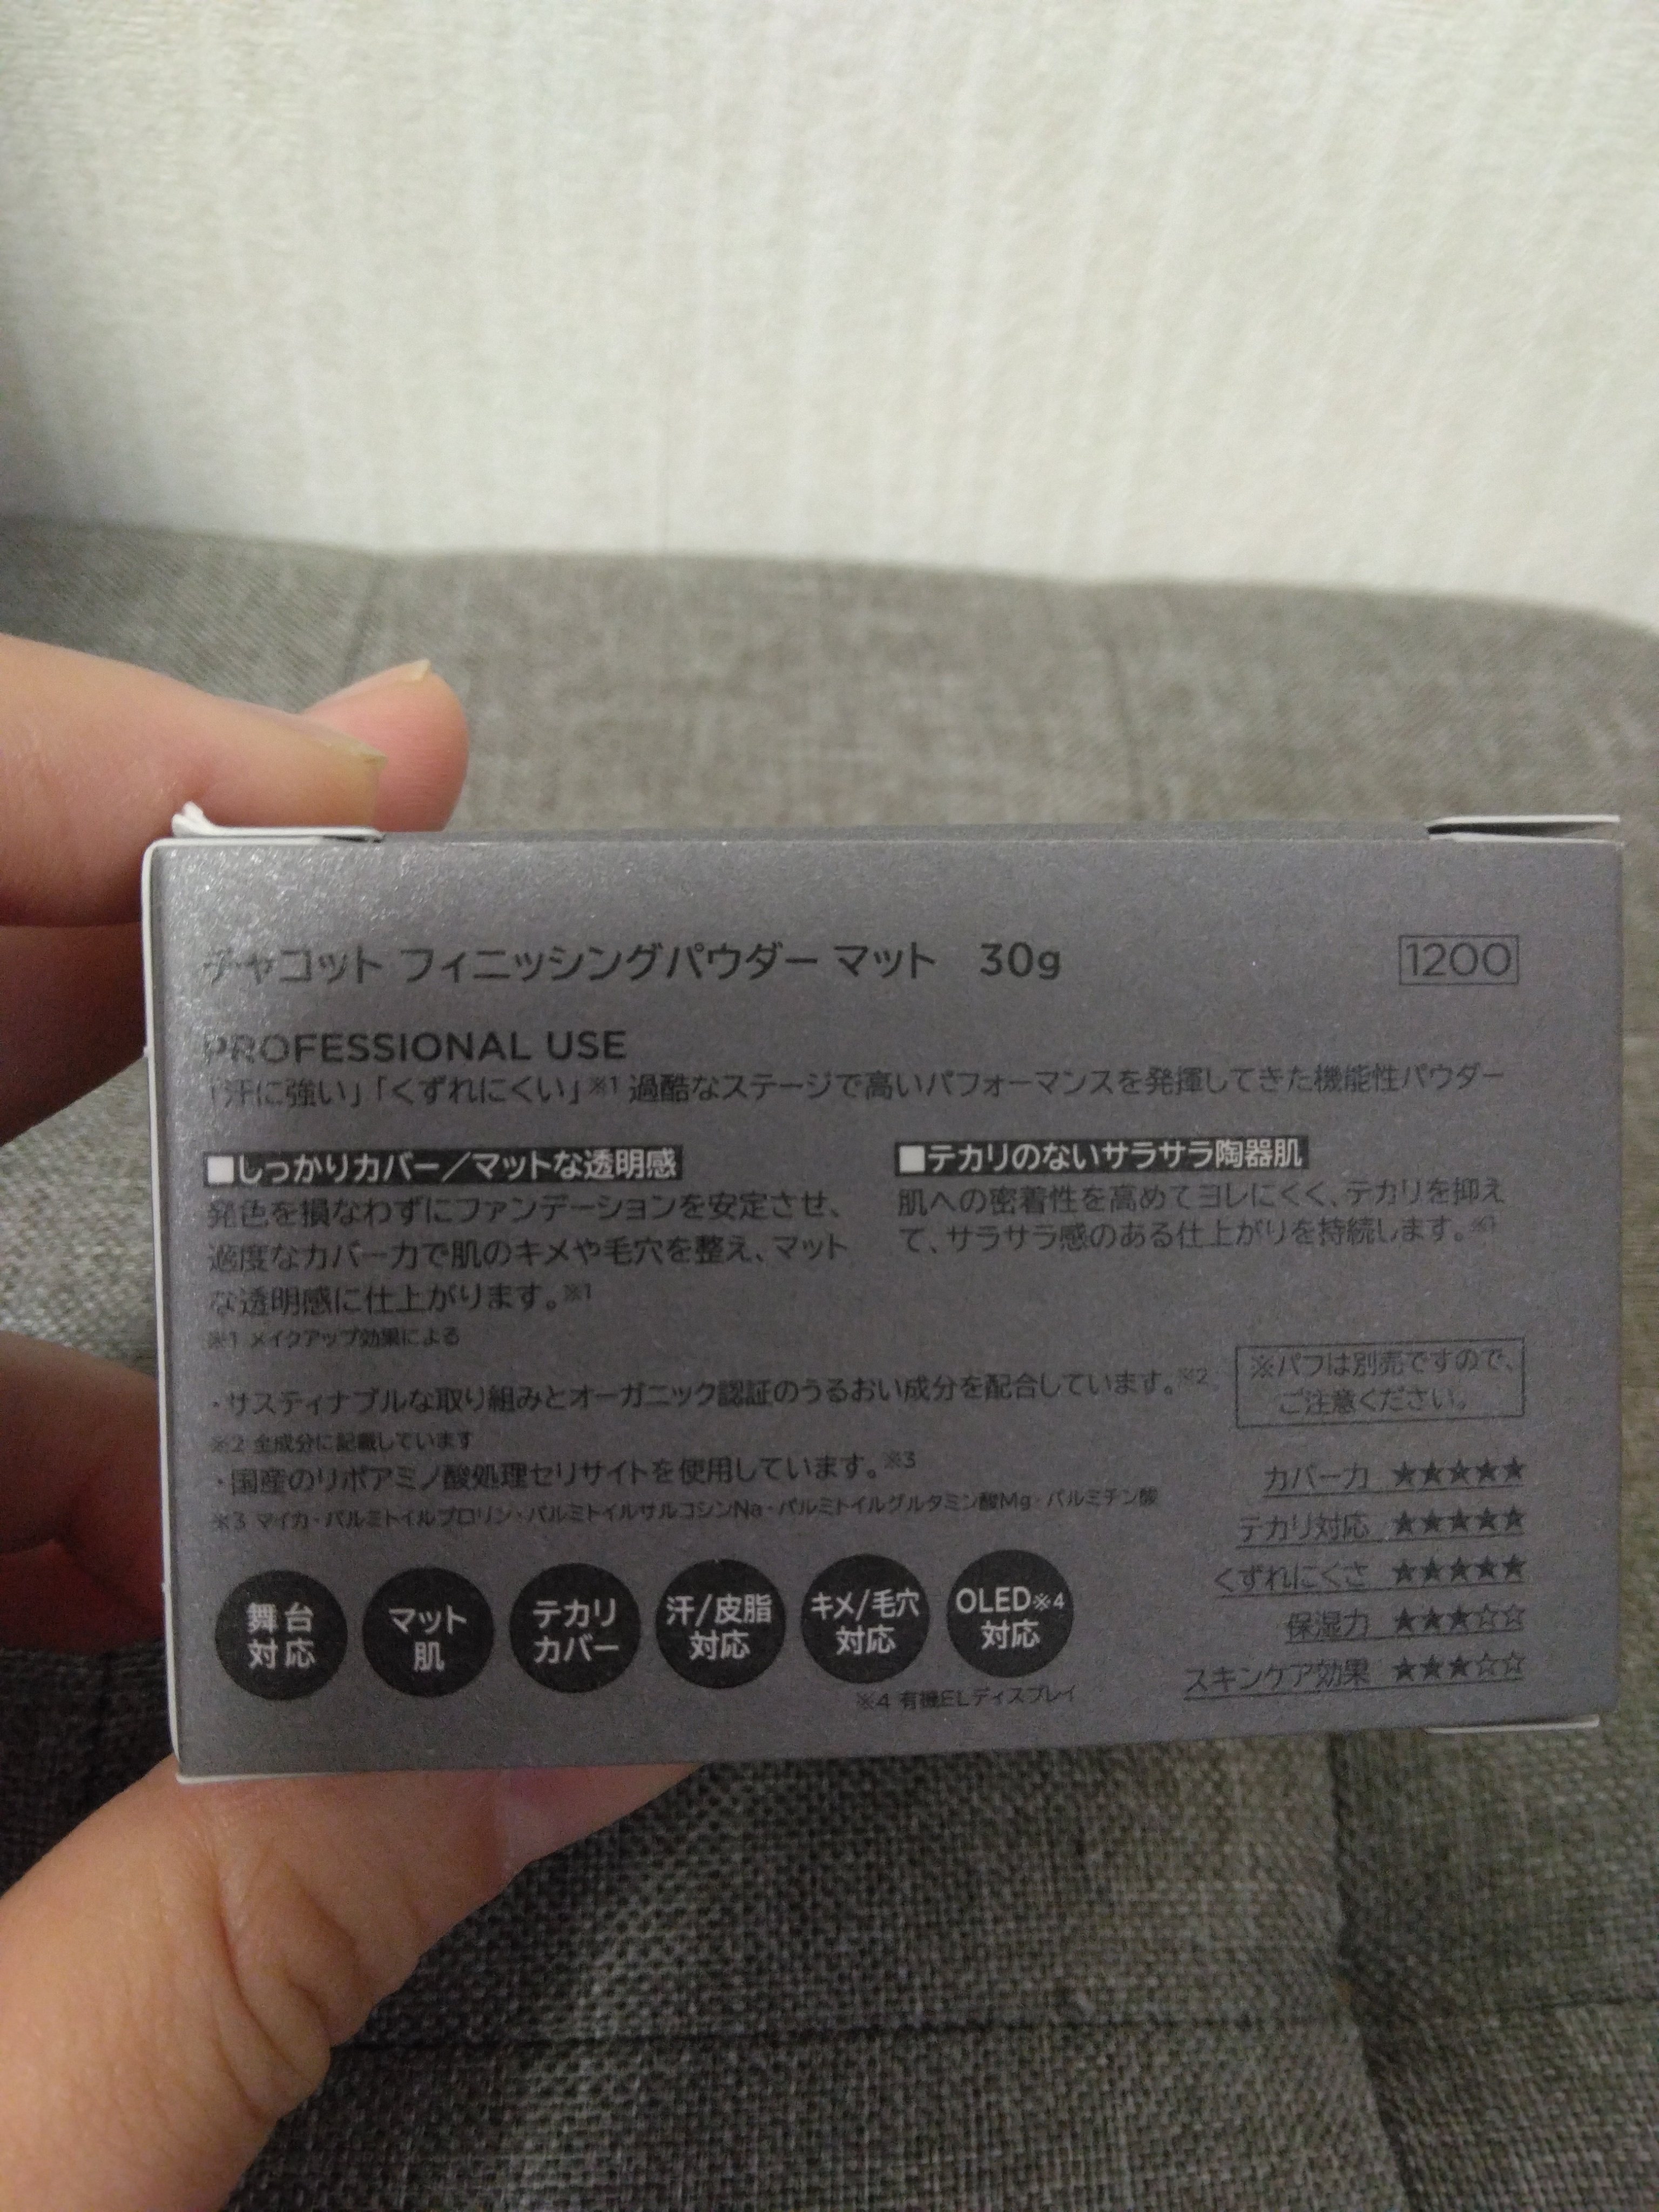 チャコット フィニッシングパウダー マット 30g 1200
PROFESSIONAL USE
「汗に強い」「くずれにくい」※1 過酷なステージで高いパフォーマンスを発揮してきた機能性パウダー
■しっかりカバー／マットな透明感
発色を損なわずにファンデーションを安定させ、
適度なカバー力で肌のキメや毛穴を整え、マット
な透明感に仕上がります。※1
※1 メイクアップ効果による
■テカリのないサラサラ陶器肌
肌への密着性を高めてヨレにくく、テカリを抑え
て、サラサラ感のある仕上がりを持続します。※1
・サスティナブルな取り組みとオーガニック認証のうるおい成分を配合しています。※2
※2 全成分に記載しています
・国産のリポアミノ酸処理セリサイトを使用しています。※3
※3 マイカ・パルミトイルプロリン・パルミトイルサルコシンNa・パルミトイルグルタミン酸Mg・パルミチン酸
※パフは別売ですので、
ご注意ください。
カバー力 ★★★★★
テカリ対応 ★★★★★
くずれにくさ ★★★★★
保湿力 ★★★☆☆
スキンケア効果 ★★★☆☆
舞台
対応
マット
肌
テカリ
カバー
汗/皮脂
対応
キメ/毛穴
対応
OLED※4
対応
※4 有機ELディスプレイ